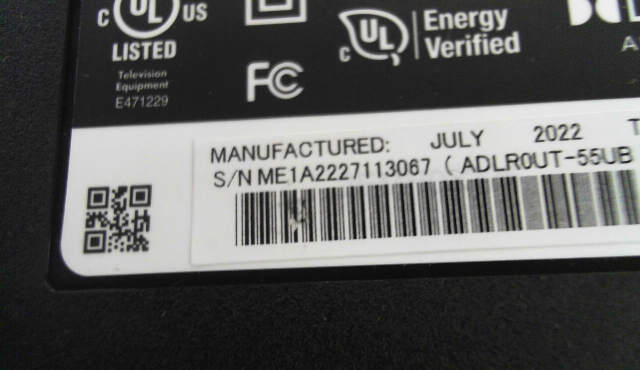 C UL US
LISTED
Television
Equipment
E471229
FC
C UL Energy
Verified
MANUFACTURED: JULY 2022
S/N ME1A2227113067 ( ADLR0UT-55UB